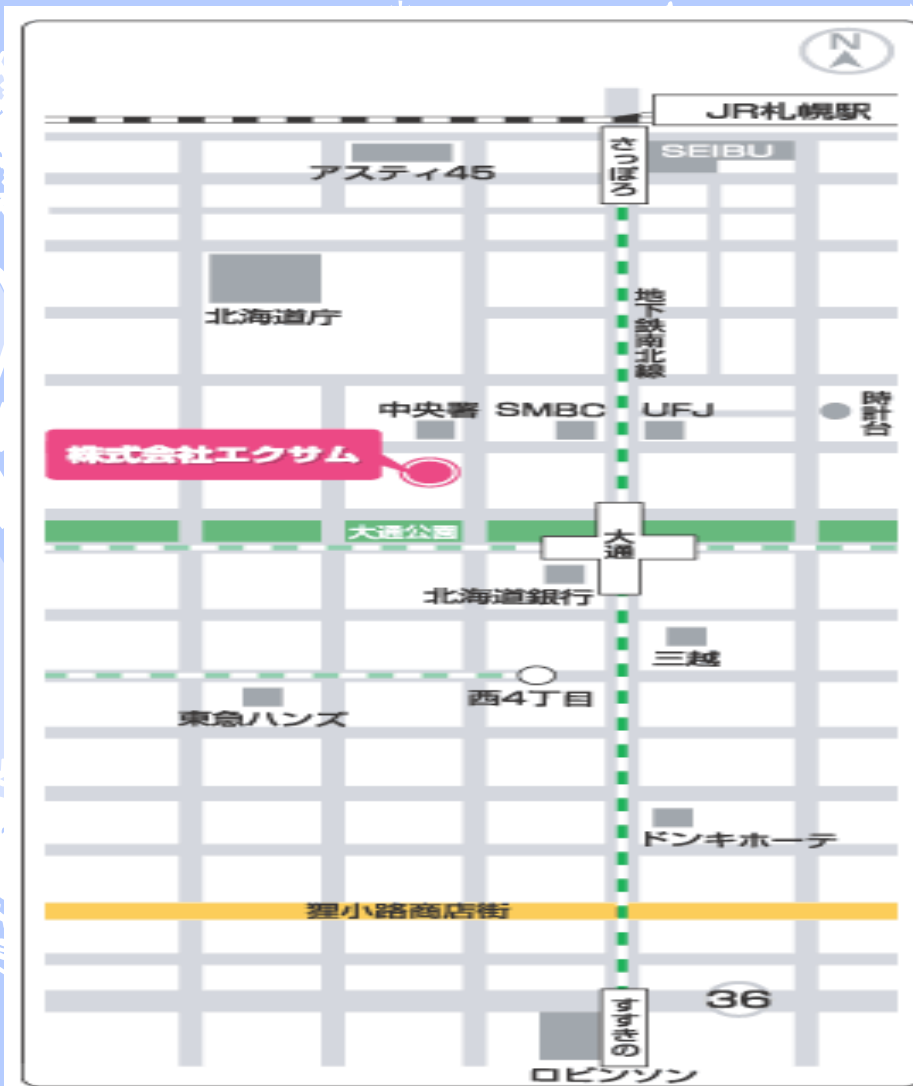 N
JR札幌駅
さっぽろ
SEIBU
アスティ45
北海道庁
地下鉄南北線
中央署
SMBC
UFJ
時計台
株式会社エクサム
大通公園
大通
北海道銀行
三越
西4丁目
東急ハンズ
ドンキホーテ
狸小路商店街
36
すすきの
ロビンソン